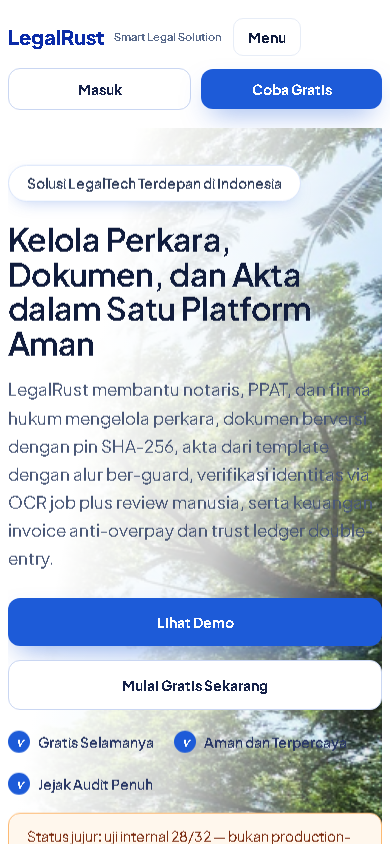 LegalRust Smart Legal Solution Menu
Masuk Coba Gratis
Solusi LegalTech Terdepan di Indonesia
Kelola Perkara,
Dokumen, dan Akta
dalam Satu Platform
Aman
LegalRust membantu notaris, PPAT, dan firma
hukum mengelola perkara, dokumen berversi
dengan pin SHA-256, akta dari template
dengan alur ber-guard, verifikasi identitas via
OCR job plus review manusia, serta keuangan
invoice anti-overpay dan trust ledger double-
entry.
Lihat Demo
Mulai Gratis Sekarang
v Gratis Selamanya v Aman dan Terpercaya
v Jejak Audit Penuh
Status jujur: uji internal 28/32 — bukan production-